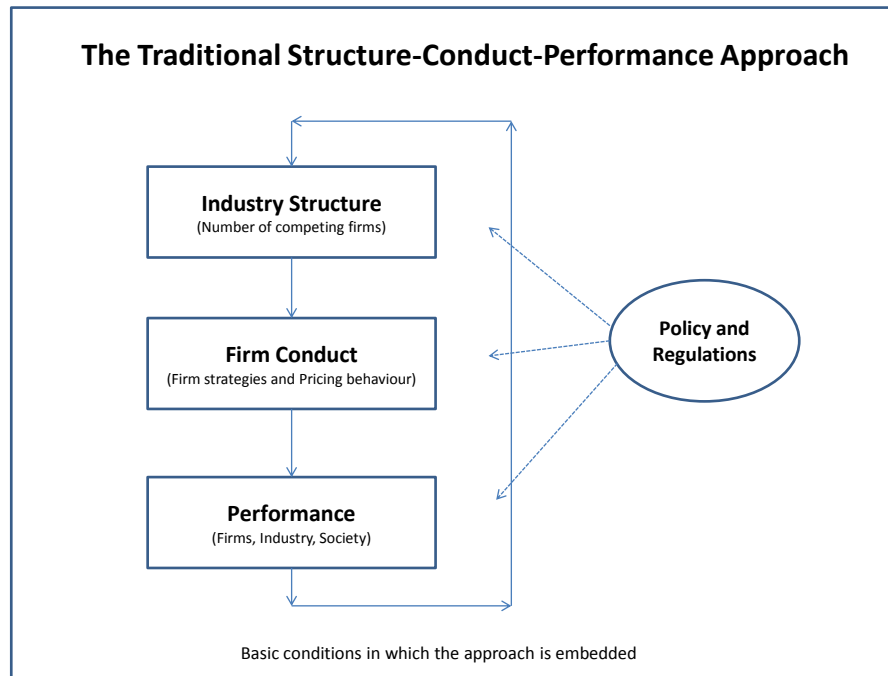 The Traditional Structure-Conduct-Performance Approach
Industry Structure
(Number of competing firms)
Policy and
Regulations
Firm Conduct
(Firm strategies and Pricing behaviour)
Performance
(Firms, Industry, Society)
Basic conditions in which the approach is embedded